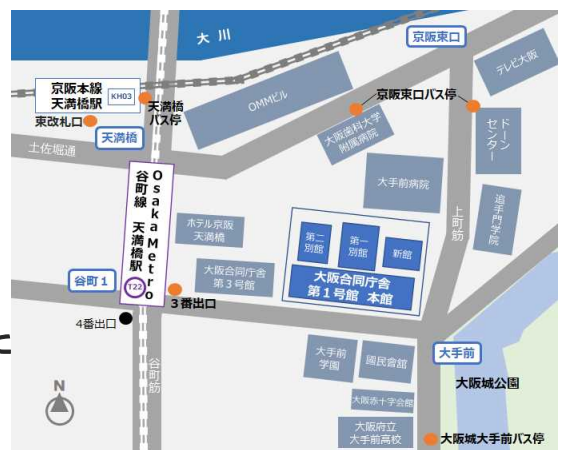 大 川
京阪東口
テレビ大阪
京阪本線
天満橋駅
KH03
天満橋
バス停
東改札口
天満橋
土佐堀通
OMMビル
京阪東口バス停
大阪歯科大学
附属病院
ドーン
センター
大手前病院
上町筋
追手門
学院
Osaka Metro
谷町線 天満橋駅
T22
ホテル京阪
天満橋
第二
別館
第一
別館
新館
大阪合同庁舎
第1号館 本館
大阪合同庁舎
第3号館
谷町1
3番出口
4番出口
谷町筋
大手前
学園
國民會館
大手前
大阪城公園
大阪赤十字会館
大阪府立
大手前高校
大阪城大手前バス停
N